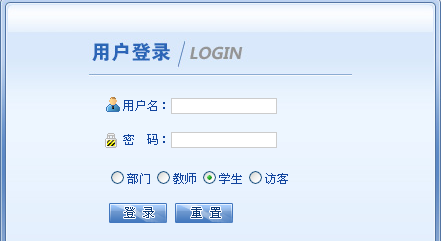 用户登录 / LOGIN
用户名：
密 码：
部门 教师 学生 访客
登 录 重 置